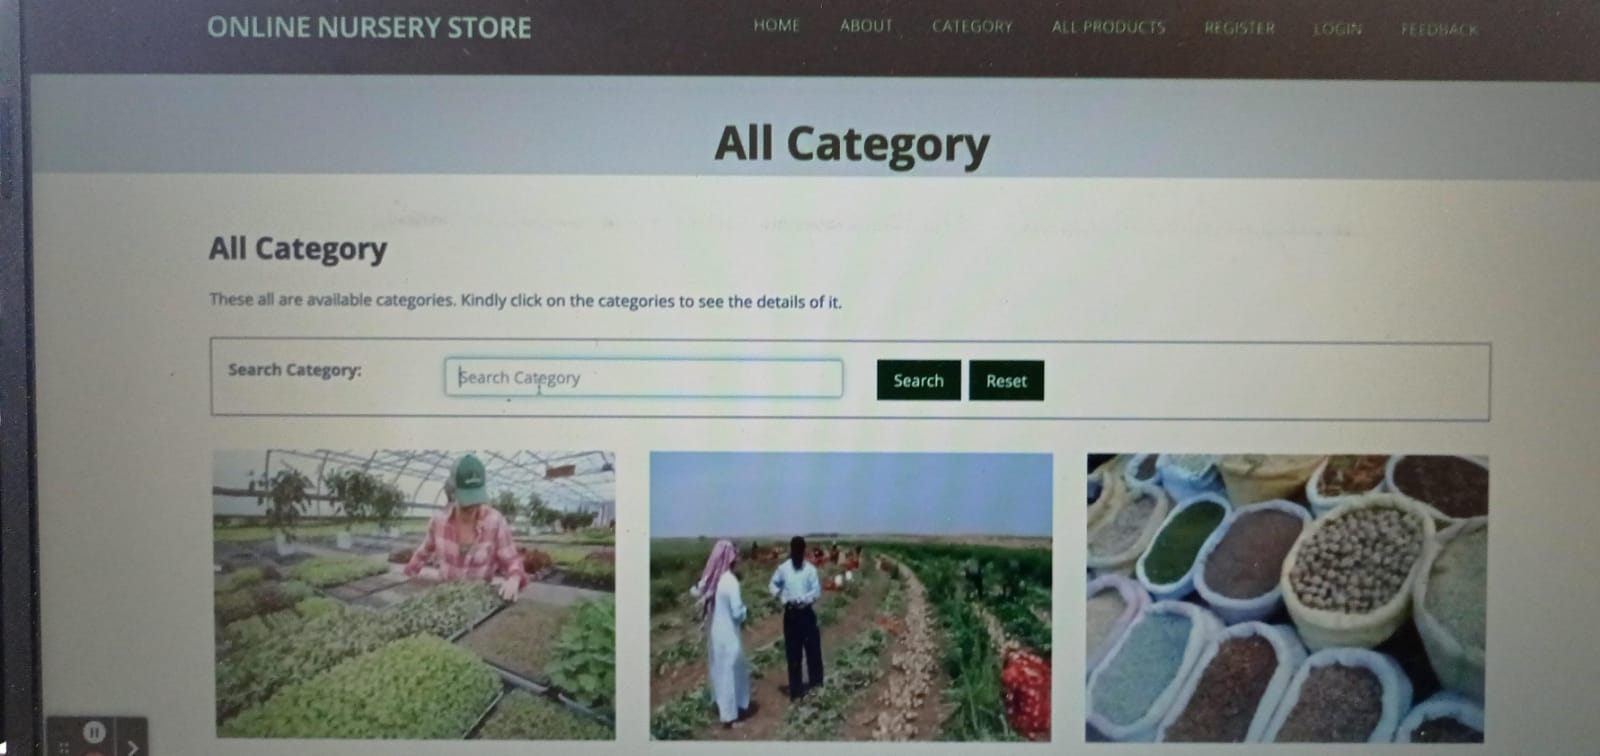 ONLINE NURSERY STORE
HOME ABOUT CATEGORY ALL PRODUCTS REGISTER LOGIN FEEDBACK
All Category
All Category
These all are available categories. Kindly click on the categories to see the details of it.
Search Category: Search Category Search Reset